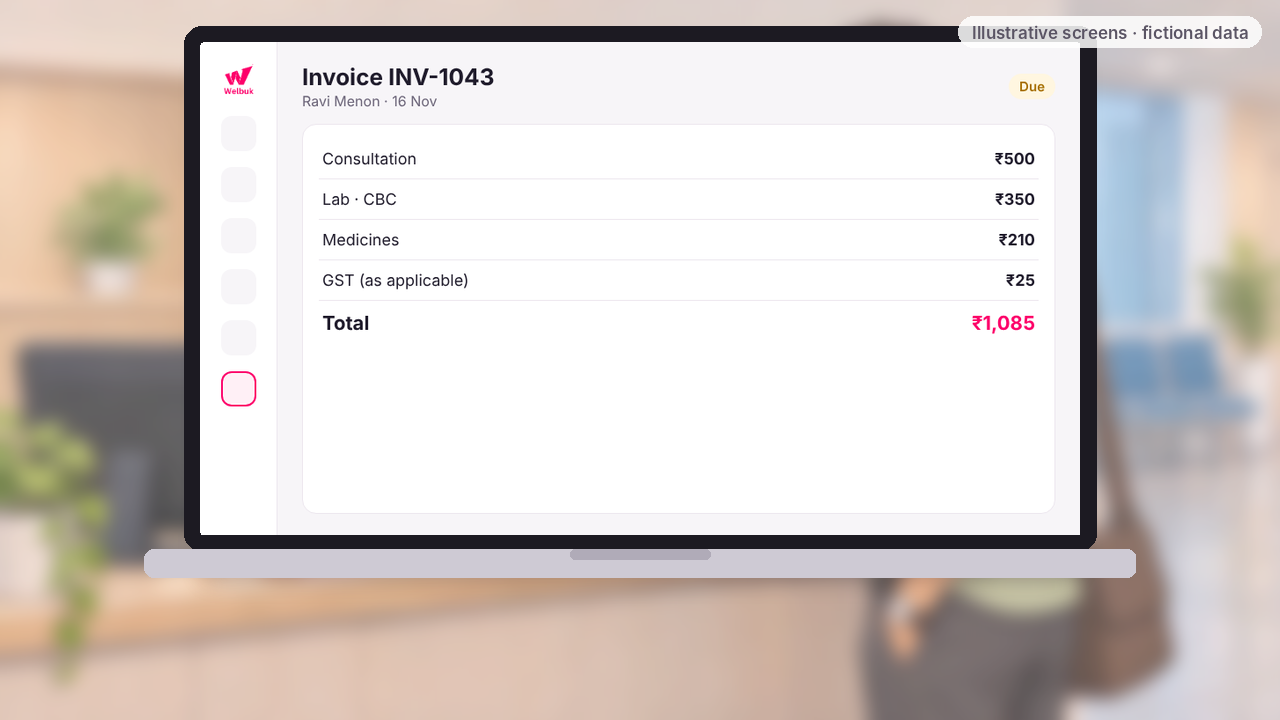 Illustrative screens · fictional data
Welbuk
Invoice INV-1043
Ravi Menon · 16 Nov
Due
Consultation ₹500
Lab · CBC ₹350
Medicines ₹210
GST (as applicable) ₹25
Total ₹1,085